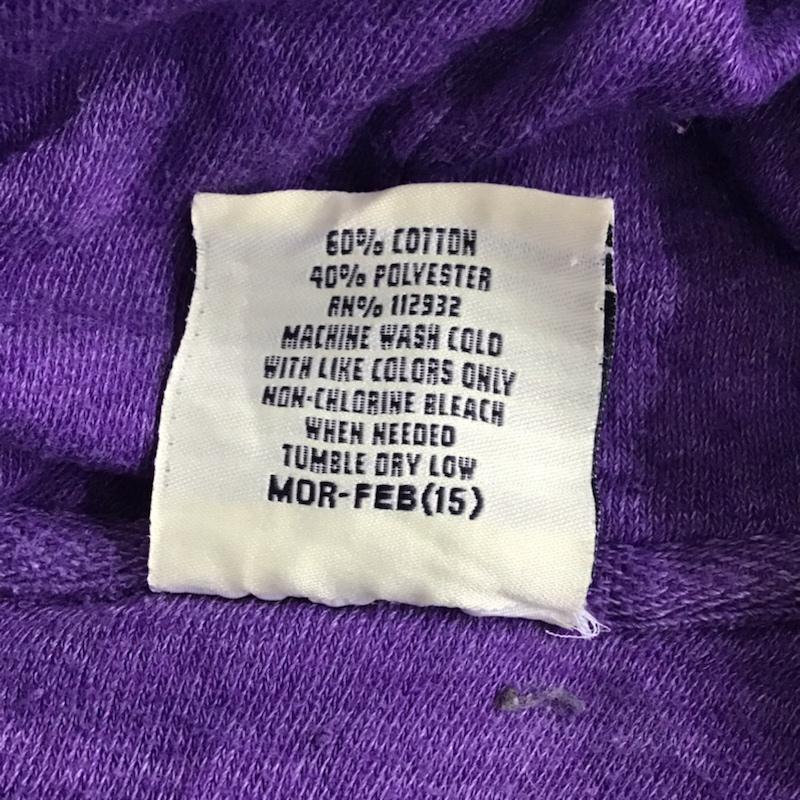 60% COTTON
40% POLYESTER
RN% 112932
MACHINE WASH COLD
WITH LIKE COLORS ONLY
NON-CHLORINE BLEACH
WHEN NEEDED
TUMBLE DRY LOW
MOR-FEB(15)